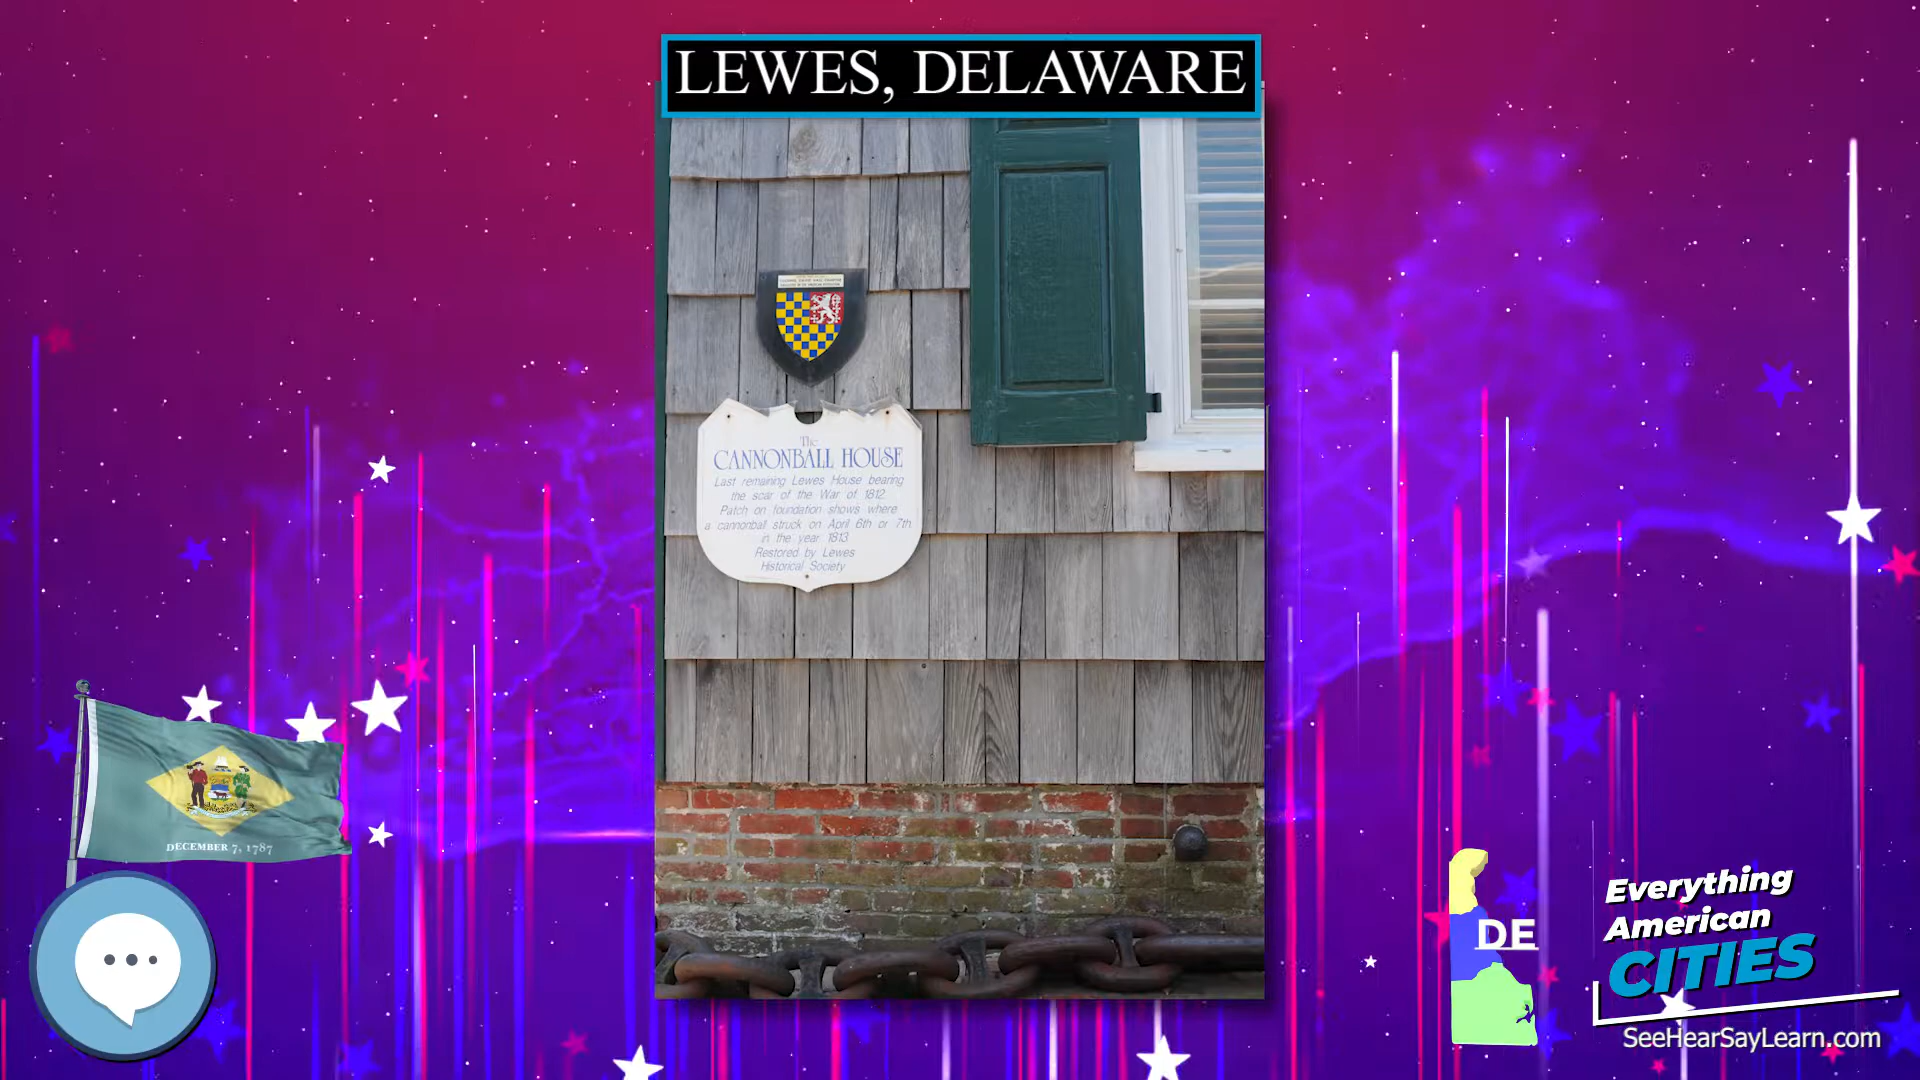 LEWES, DELAWARE
The
CANNONBALL HOUSE
Last remaining Lewes House bearing
the scar of the War of 1812
Patch on foundation shows where
a cannonball struck on April 6th or 7th
in the year 1813
Restored by Lewes
Historical Society
DECEMBER 7, 1787
DE
Everything
American
CITIES
SeeHearSayLearn.com